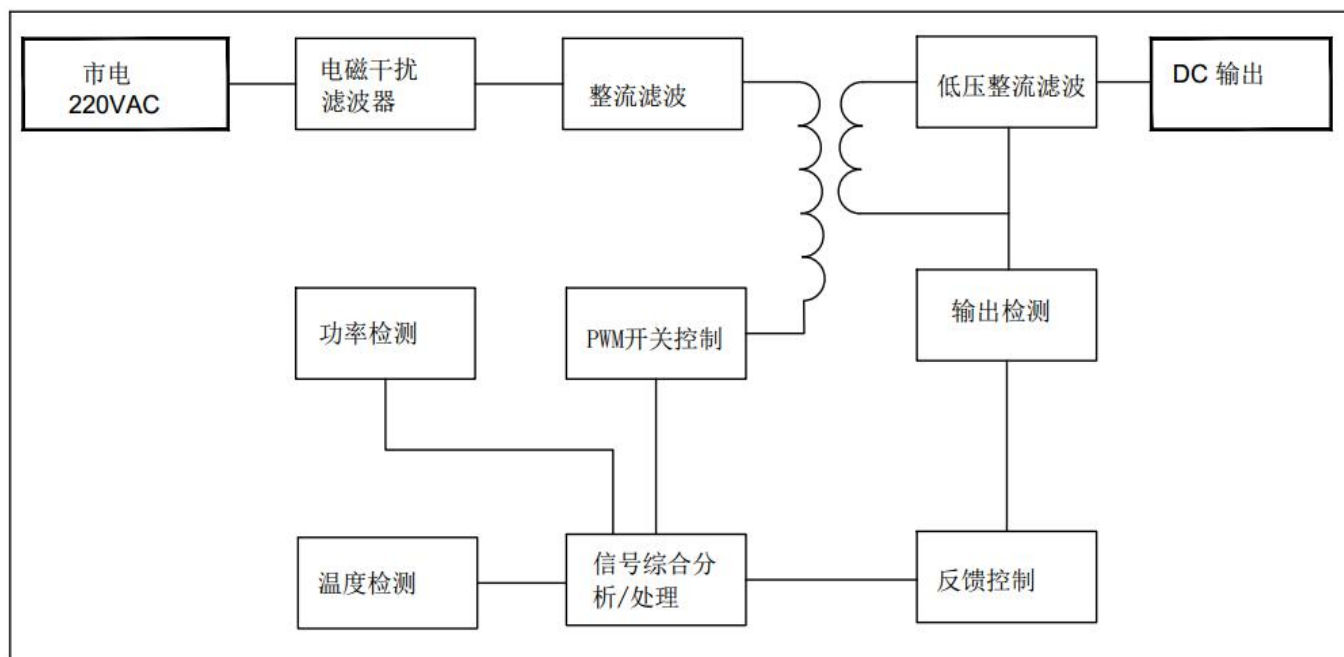 市电
220VAC
电磁干扰
滤波器
整流滤波
低压整流滤波
DC 输出
功率检测
PWM开关控制
输出检测
温度检测
信号综合分
析/处理
反馈控制